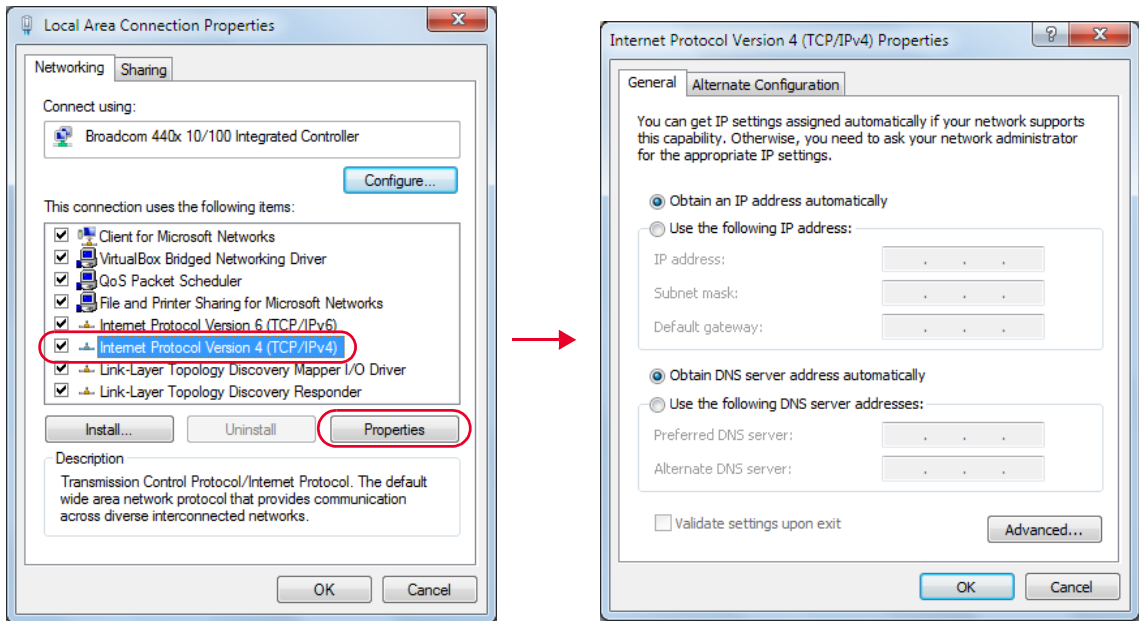 Local Area Connection Properties
Networking
Sharing
Connect using:
Broadcom 440x 10/100 Integrated Controller
Configure...
This connection uses the following items:
Client for Microsoft Networks
VirtualBox Bridged Networking Driver
QoS Packet Scheduler
File and Printer Sharing for Microsoft Networks
Internet Protocol Version 6 (TCP/IPv6)
Internet Protocol Version 4 (TCP/IPv4)
Link-Layer Topology Discovery Mapper I/O Driver
Link-Layer Topology Discovery Responder
Install...
Uninstall
Properties
Description
Transmission Control Protocol/Internet Protocol. The default
wide area network protocol that provides communication
across diverse interconnected networks.
OK
Cancel
Internet Protocol Version 4 (TCP/IPv4) Properties
General
Alternate Configuration
You can get IP settings assigned automatically if your network supports
this capability. Otherwise, you need to ask your network administrator
for the appropriate IP settings.
Obtain an IP address automatically
Use the following IP address:
IP address:
Subnet mask:
Default gateway:
Obtain DNS server address automatically
Use the following DNS server addresses:
Preferred DNS server:
Alternate DNS server:
Validate settings upon exit
Advanced...
OK
Cancel